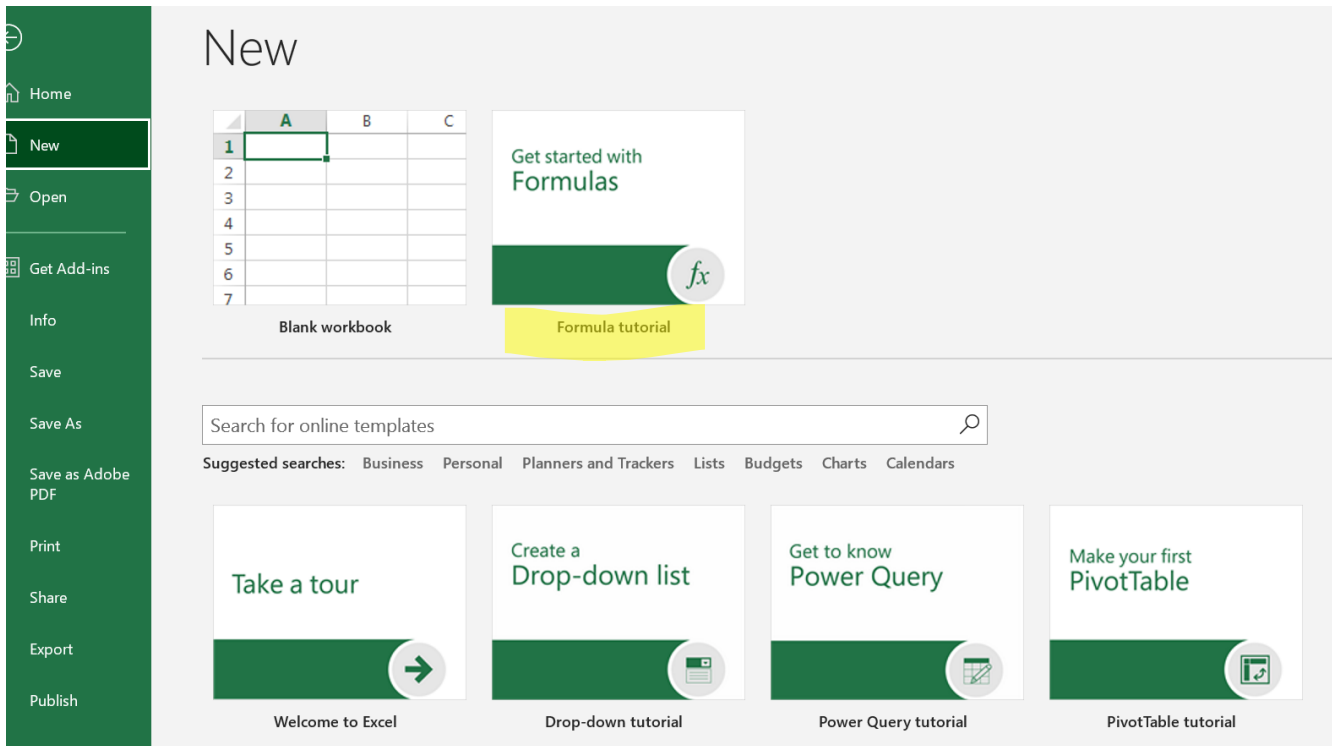 New
Home
New
Open
Get Add-ins
Info
Save
Save As
Save as Adobe
PDF
Print
Share
Export
Publish
A B C
1
2
3
4
5
6
7
Blank workbook
Get started with
Formulas
fx
Formula tutorial
Search for online templates
Suggested searches: Business Personal Planners and Trackers Lists Budgets Charts Calendars
Take a tour
Welcome to Excel
Create a
Drop-down list
Drop-down tutorial
Get to know
Power Query
Power Query tutorial
Make your first
PivotTable
PivotTable tutorial